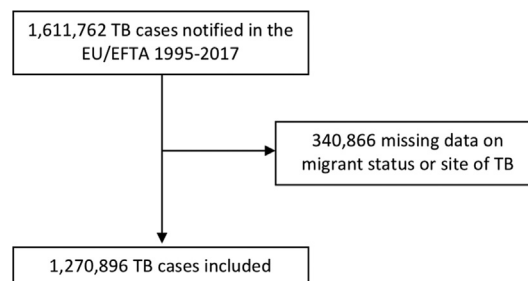 1,611,762 TB cases notified in the
EU/EFTA 1995-2017
340,866 missing data on
migrant status or site of TB
1,270,896 TB cases included